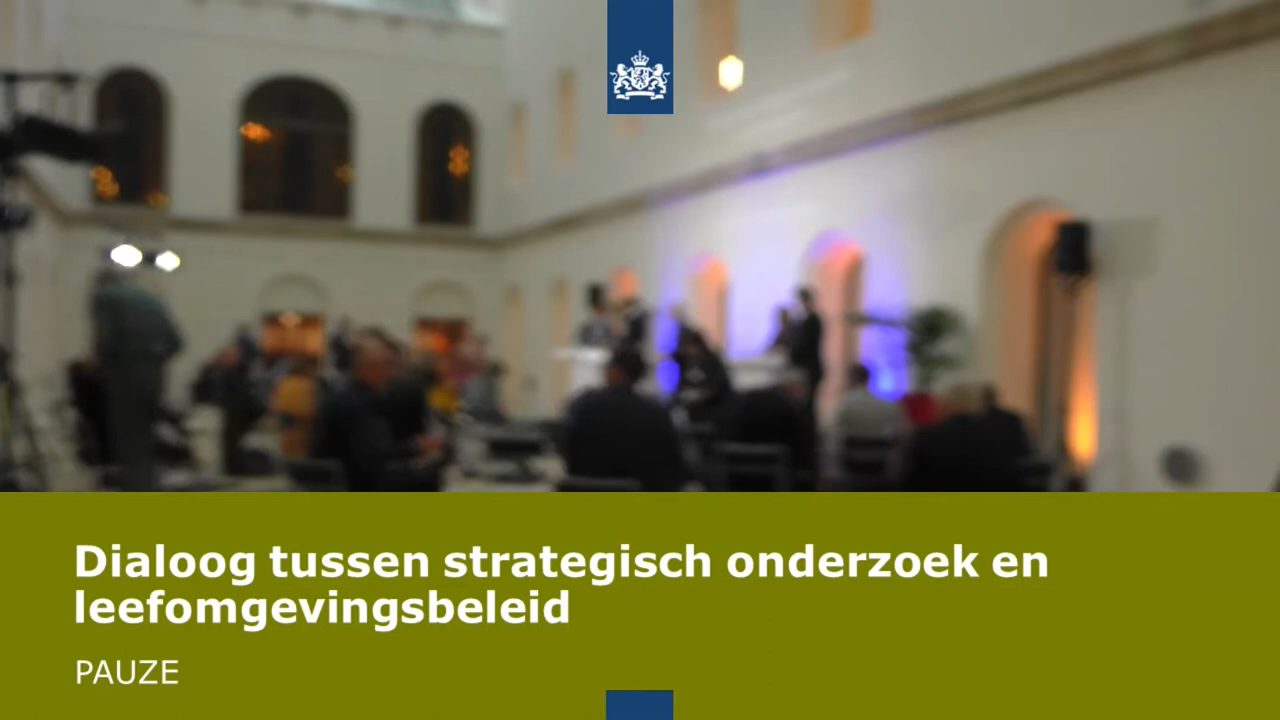 Dialoog tussen strategisch onderzoek en
leefomgevingsbeleid
PAUZE